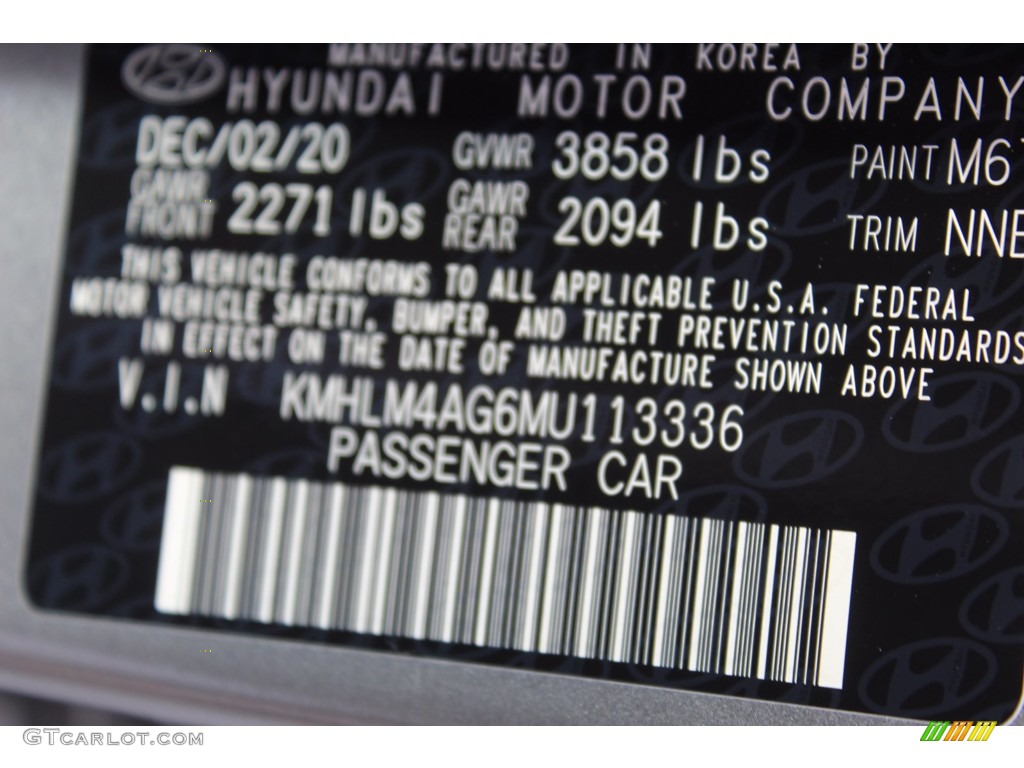 MANUFACTURED IN KOREA BY
HYUNDAI MOTOR COMPANY
DEC/02/20 GVWR 3858 lbs PAINT M6
GAWR FRONT 2271 lbs GAWR REAR 2094 lbs TRIM NNB
THIS VEHICLE CONFORMS TO ALL APPLICABLE U.S.A. FEDERAL
MOTOR VEHICLE SAFETY, BUMPER, AND THEFT PREVENTION STANDARDS
IN EFFECT ON THE DATE OF MANUFACTURE SHOWN ABOVE
V.I.N KMHLM4AG6MU113336
PASSENGER CAR
GTCARLOT.COM